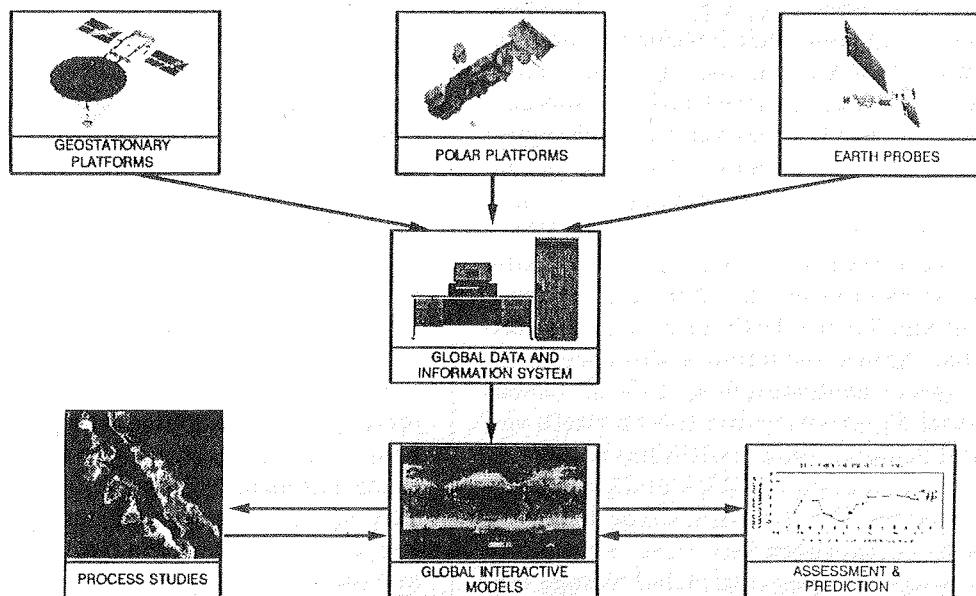 GEOSTATIONARY
PLATFORMS
POLAR PLATFORMS
EARTH PROBES
GLOBAL DATA AND
INFORMATION SYSTEM
PROCESS STUDIES
GLOBAL INTERACTIVE
MODELS
ASSESSMENT &
PREDICTION